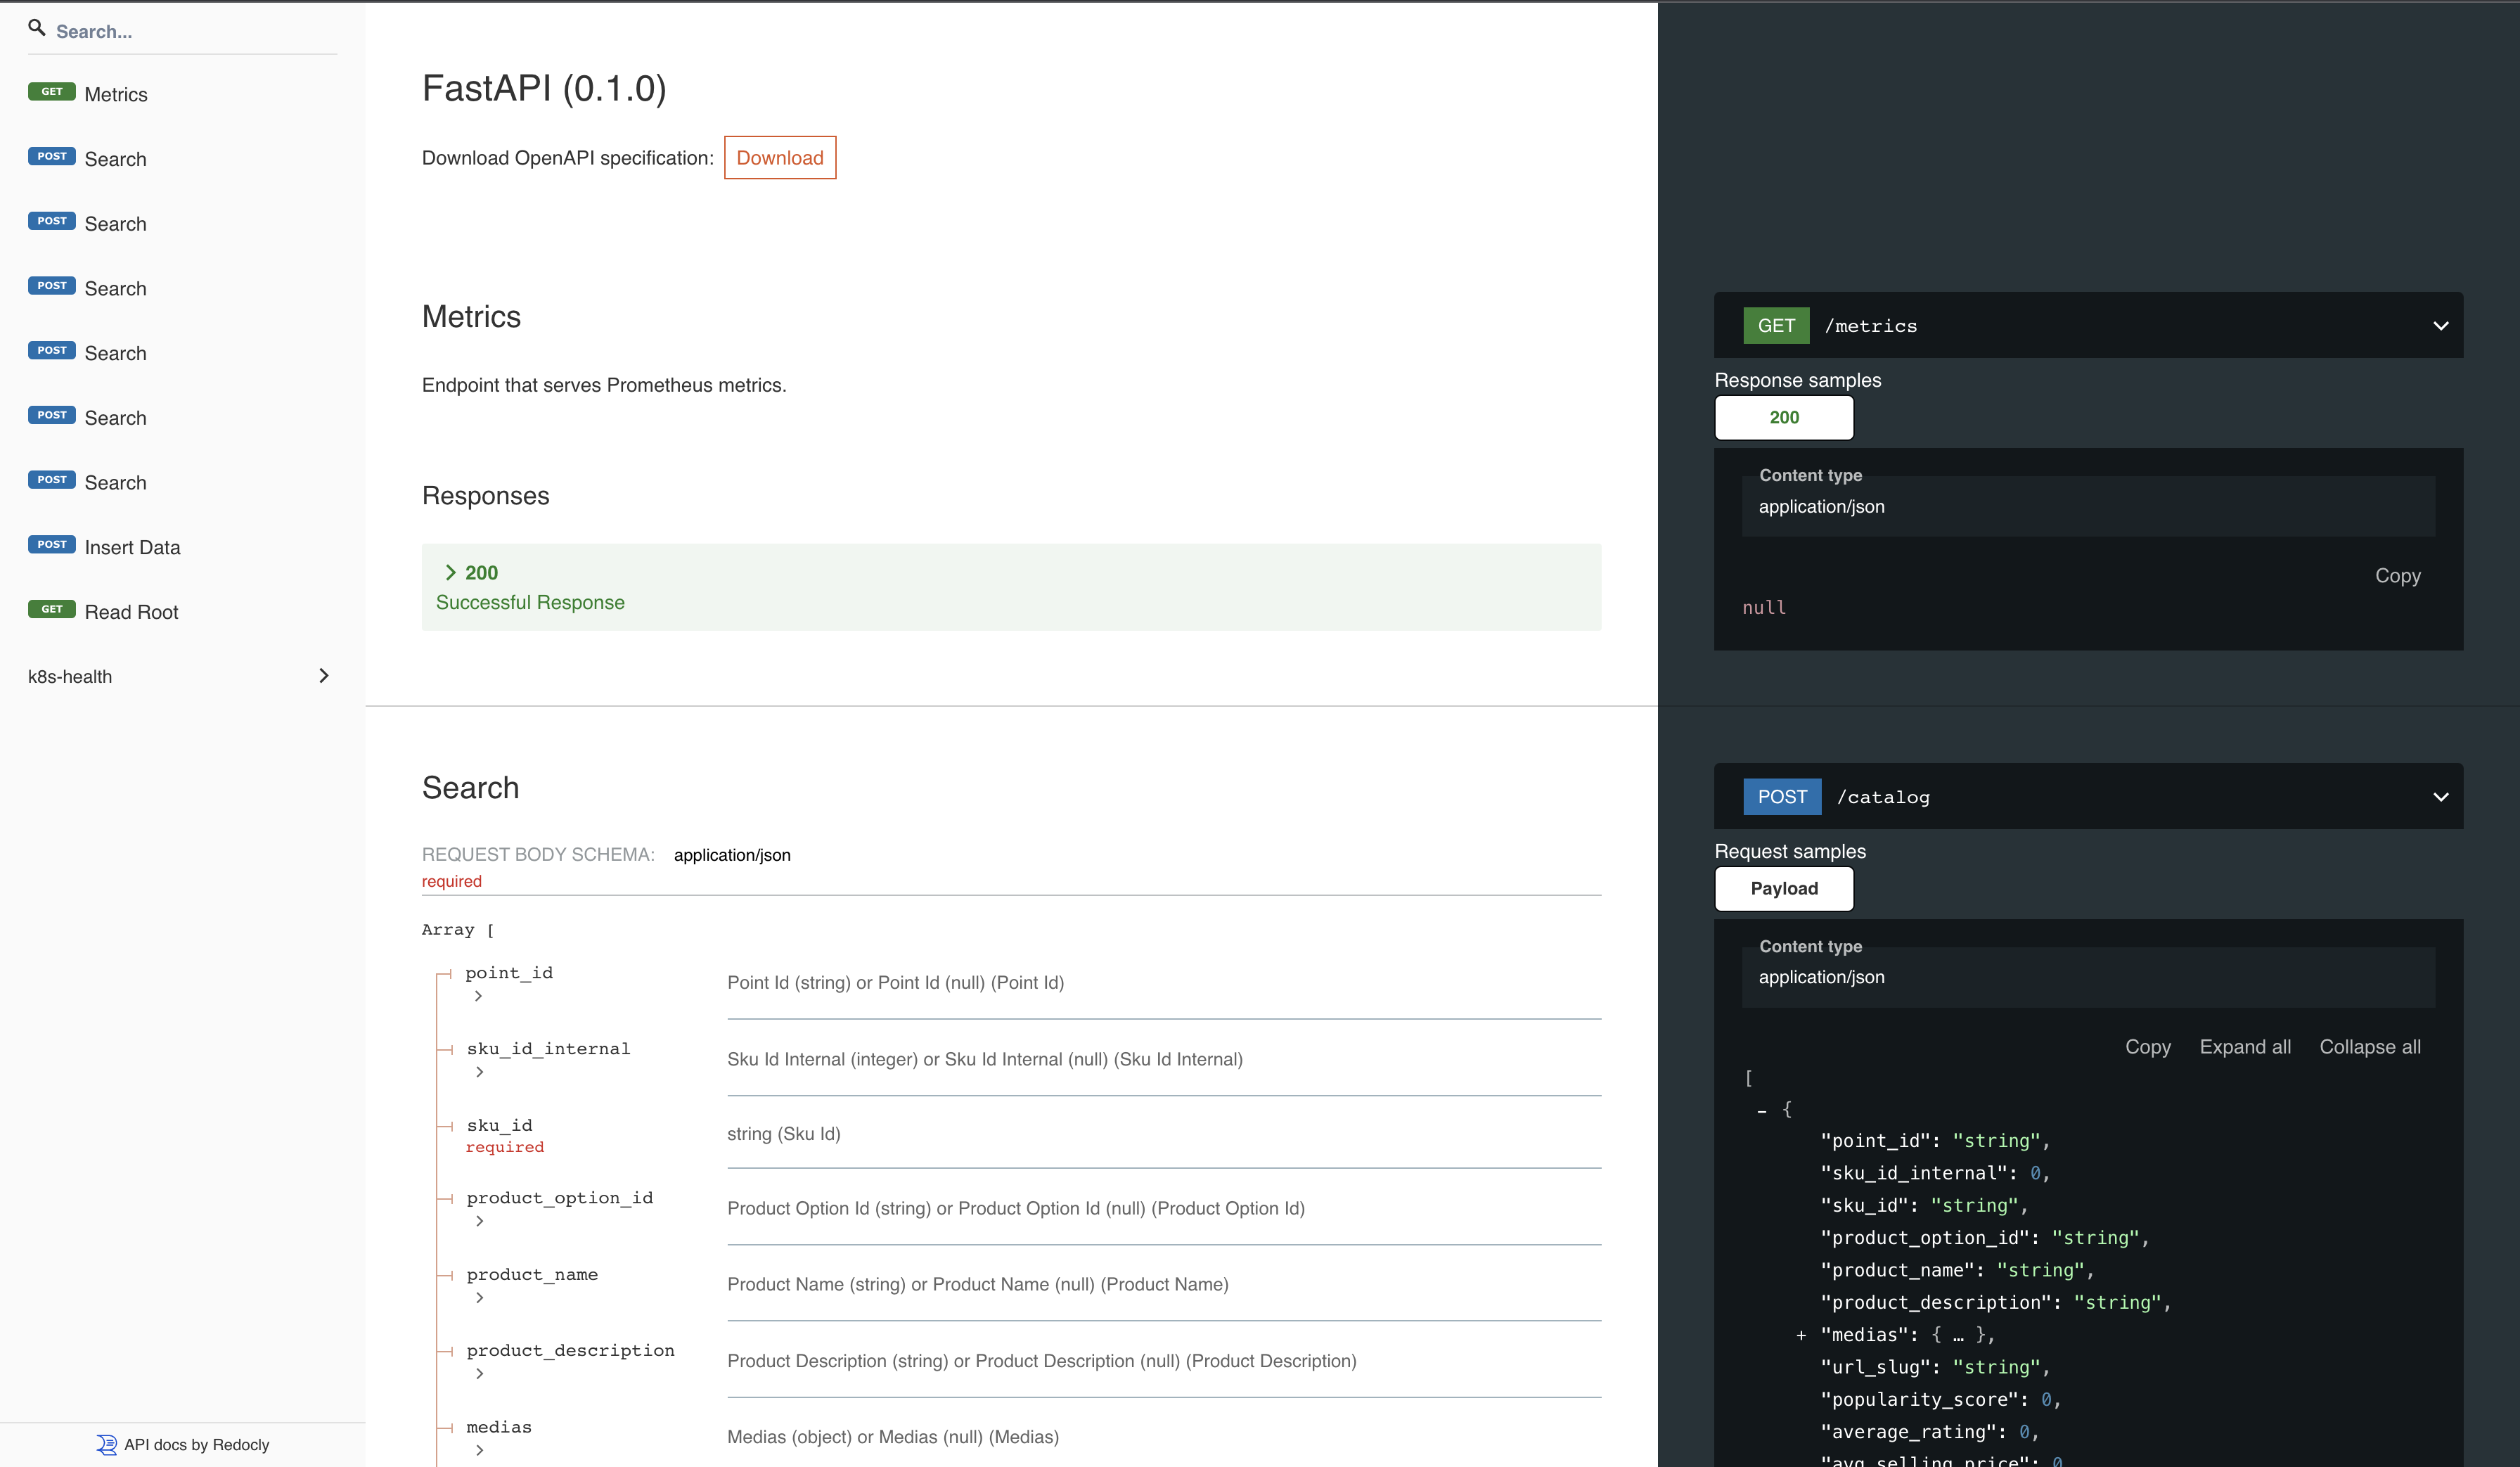 Search...
GET Metrics
POST Search
POST Search
POST Search
POST Search
POST Search
POST Search
POST Insert Data
GET Read Root
k8s-health
API docs by Redocly
FastAPI (0.1.0)
Download OpenAPI specification: Download
Metrics
Endpoint that serves Prometheus metrics.
Responses
200
Successful Response
GET /metrics
Response samples
200
Content type
application/json
Copy
null
Search
REQUEST BODY SCHEMA: application/json
required
Array [
point_id
Point Id (string) or Point Id (null) (Point Id)
sku_id_internal
Sku Id Internal (integer) or Sku Id Internal (null) (Sku Id Internal)
sku_id
required
string (Sku Id)
product_option_id
Product Option Id (string) or Product Option Id (null) (Product Option Id)
product_name
Product Name (string) or Product Name (null) (Product Name)
product_description
Product Description (string) or Product Description (null) (Product Description)
medias
Medias (object) or Medias (null) (Medias)
POST /catalog
Request samples
Payload
Content type
application/json
Copy Expand all Collapse all
[
- {
"point_id": "string",
"sku_id_internal": 0,
"sku_id": "string",
"product_option_id": "string",
"product_name": "string",
"product_description": "string",
+ "medias": { … },
"url_slug": "string",
"popularity_score": 0,
"average_rating": 0,
"avg_selling_price": 0